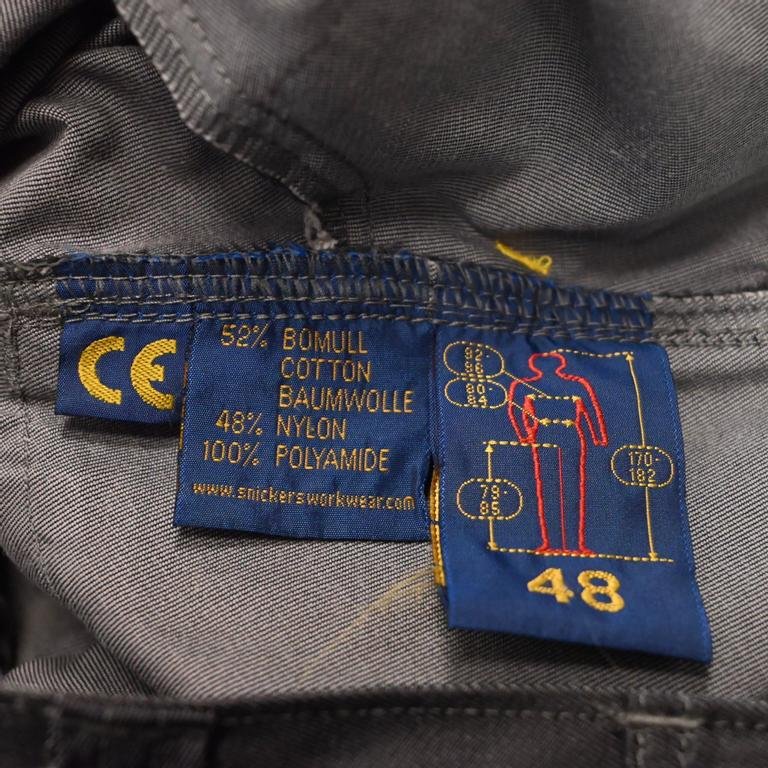 CE
52% BOMULL
COTTON
BAUMWOLLE
48% NYLON
100% POLYAMIDE
www.snickersworkwear.com
92-
96
80
84
79-
85
170-
182
48